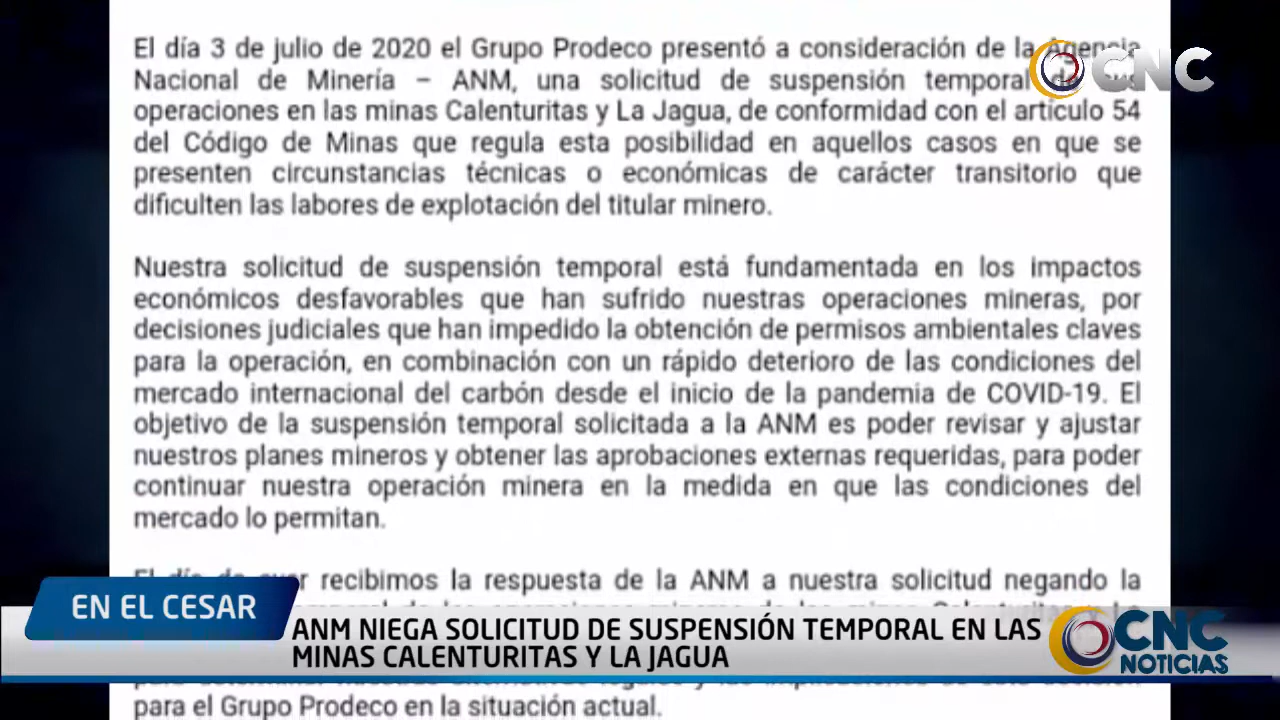 El día 3 de julio de 2020 el Grupo Prodeco presentó a consideración de la Agencia
Nacional de Minería – ANM, una solicitud de suspensión temporal de sus
operaciones en las minas Calenturitas y La Jagua, de conformidad con el artículo 54
del Código de Minas que regula esta posibilidad en aquellos casos en que se
presenten circunstancias técnicas o económicas de carácter transitorio que
dificulten las labores de explotación del titular minero.
CNC
Nuestra solicitud de suspensión temporal está fundamentada en los impactos
económicos desfavorables que han sufrido nuestras operaciones mineras, por
decisiones judiciales que han impedido la obtención de permisos ambientales claves
para la operación, en combinación con un rápido deterioro de las condiciones del
mercado internacional del carbón desde el inicio de la pandemia de COVID-19. El
objetivo de la suspensión temporal solicitada a la ANM es poder revisar y ajustar
nuestros planes mineros y obtener las aprobaciones externas requeridas, para poder
continuar nuestra operación minera en la medida en que las condiciones del
mercado lo permitan.
El día de ayer recibimos la respuesta de la ANM a nuestra solicitud negando la
EN EL CESAR
ANM NIEGA SOLICITUD DE SUSPENSIÓN TEMPORAL EN LAS
MINAS CALENTURITAS Y LA JAGUA
CNC
NOTICIAS
para el Grupo Prodeco en la situación actual.